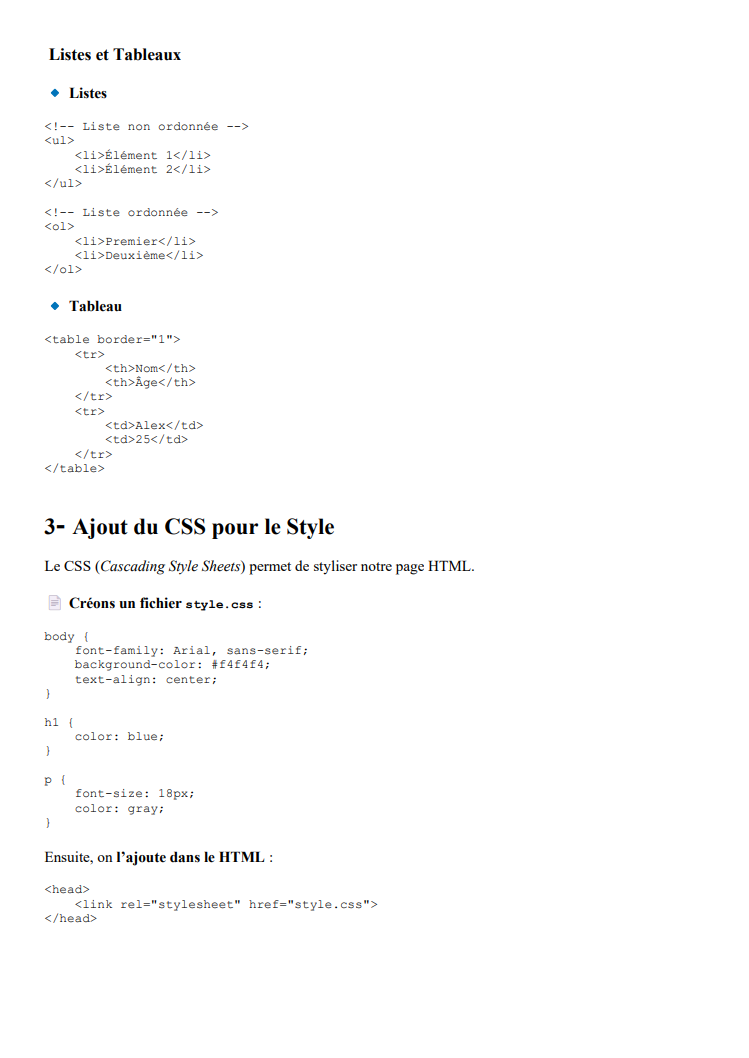 Listes et Tableaux
Listes
<!-- Liste non ordonnée -->
<ul>
    <li>Élément 1</li>
    <li>Élément 2</li>
</ul>
<!-- Liste ordonnée -->
<ol>
    <li>Premier</li>
    <li>Deuxième</li>
</ol>
Tableau
<table border="1">
    <tr>
        <th>Nom</th>
        <th>Âge</th>
    </tr>
    <tr>
        <td>Alex</td>
        <td>25</td>
    </tr>
</table>
3- Ajout du CSS pour le Style
Le CSS (Cascading Style Sheets) permet de styliser notre page HTML.
Créons un fichier style.css :
body {
    font-family: Arial, sans-serif;
    background-color: #f4f4f4;
    text-align: center;
}
h1 {
    color: blue;
}
p {
    font-size: 18px;
    color: gray;
}
Ensuite, on l’ajoute dans le HTML :
<head>
    <link rel="stylesheet" href="style.css">
</head>